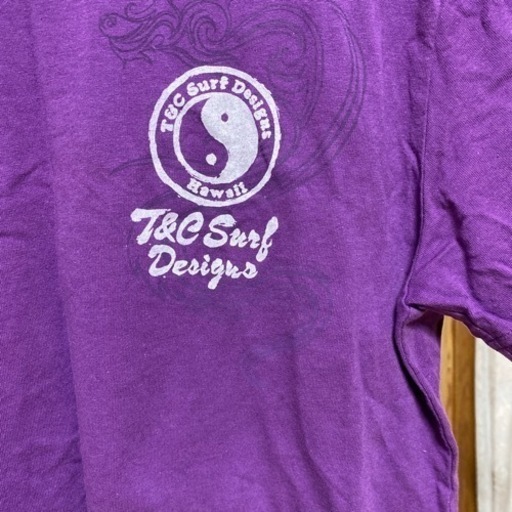 T&C Surf Designs
Hawaii
T&C Surf
Designs